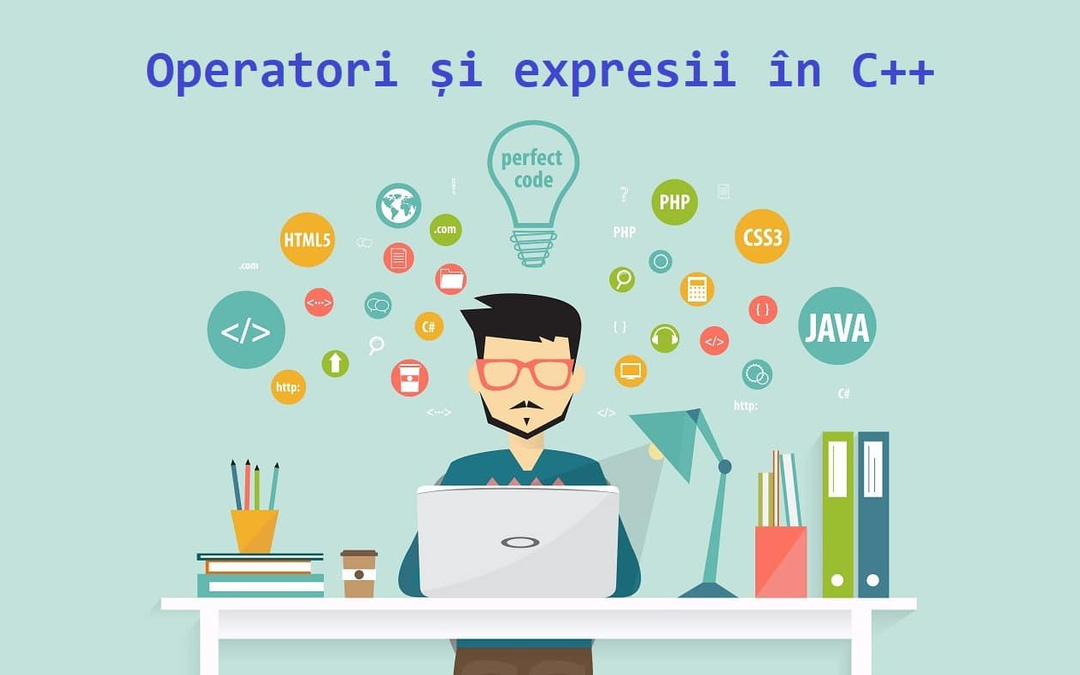 Operatori și expresii în C++
perfect
code
PHP
.com
HTML5
CSS3
PHP
.com
<···>
{ }
</>
C#
{ }
JAVA
</>
http:
C#
<···>
</>
http: